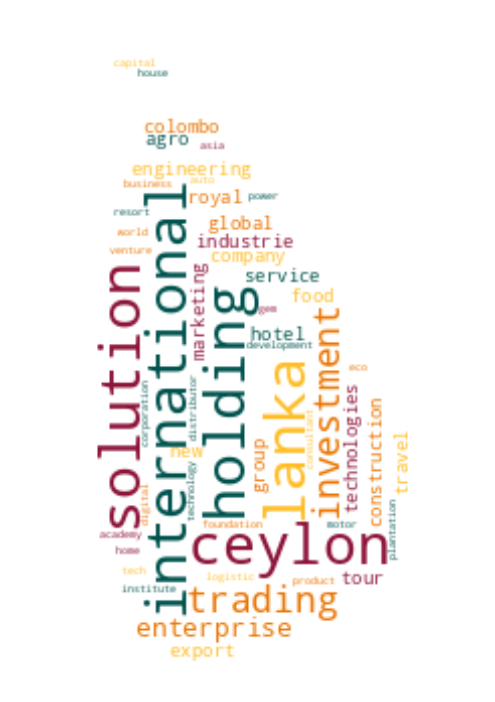 capital
house
colombo
agro
asia
engineering
business
auto
resort
royal
power
world
global
venture
industrie
company
solution
international
marketing
holding
service
food
gem
hotel
development
investment
lanka
eco
corporation
distributor
technologies
construction
travel
new
group
consultant
technology
digital
foundation
motor
plantation
academy
ceylon
home
tech
logistic
product
tour
institute
trading
enterprise
export